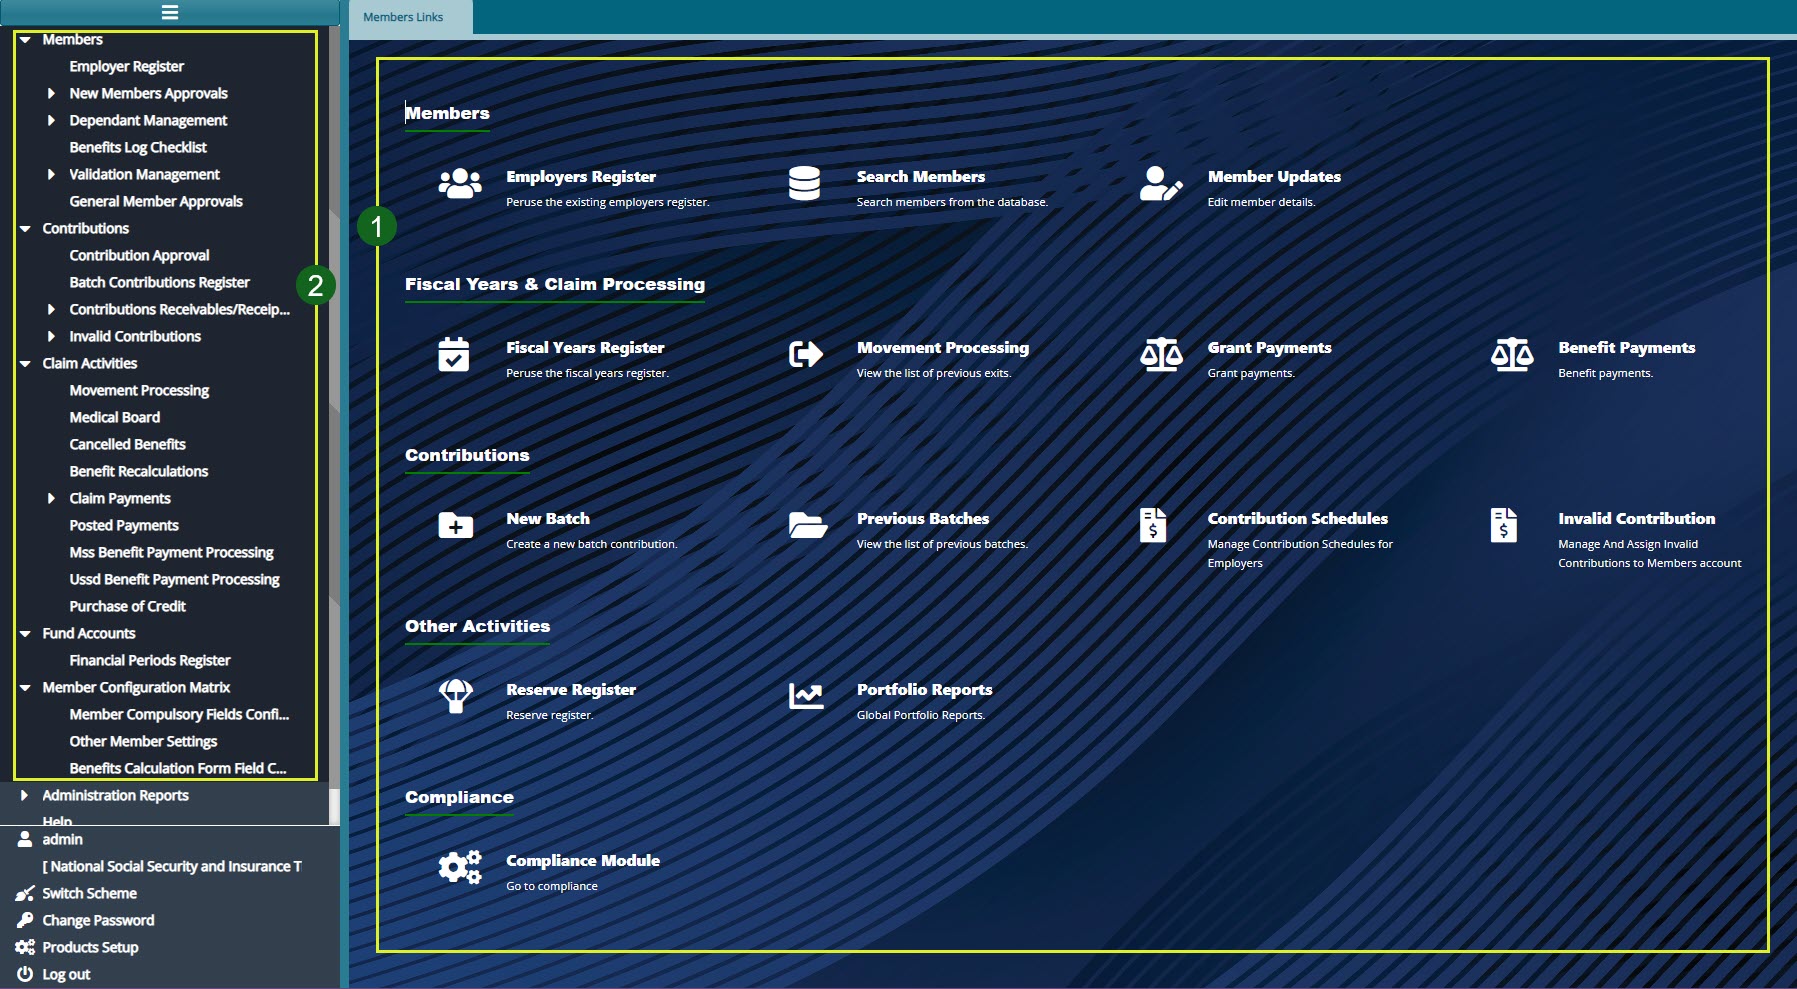 Members
Employer Register
New Members Approvals
Dependant Management
Benefits Log Checklist
Validation Management
General Member Approvals
Contributions
Contribution Approval
Batch Contributions Register
Contributions Receivables/Receip...
Invalid Contributions
Claim Activities
Movement Processing
Medical Board
Cancelled Benefits
Benefit Recalculations
Claim Payments
Posted Payments
Mss Benefit Payment Processing
Ussd Benefit Payment Processing
Purchase of Credit
Fund Accounts
Financial Periods Register
Member Configuration Matrix
Member Compulsory Fields Confi...
Other Member Settings
Benefits Calculation Form Field C...
Administration Reports
Help
admin
[ National Social Security and Insurance T
Switch Scheme
Change Password
Products Setup
Log out
2
Members Links
1
Members
Employers Register
Peruse the existing employers register.
Search Members
Search members from the database.
Member Updates
Edit member details.
Fiscal Years & Claim Processing
Fiscal Years Register
Peruse the fiscal years register.
Movement Processing
View the list of previous exits.
Grant Payments
Grant payments.
Benefit Payments
Benefit payments.
Contributions
New Batch
Create a new batch contribution.
Previous Batches
View the list of previous batches.
Contribution Schedules
Manage Contribution Schedules for
Employers
Invalid Contribution
Manage And Assign Invalid
Contributions to Members account
Other Activities
Reserve Register
Reserve register.
Portfolio Reports
Global Portfolio Reports.
Compliance
Compliance Module
Go to compliance